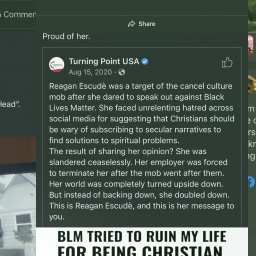 Comment
Share
Proud of her.
Turning Point USA
Aug 15, 2020
Reagan Escudè was a target of the cancel culture
mob after she dared to speak out against Black
Lives Matter. She faced unrelenting hatred across
social media for suggesting that Christians should
be wary of subscribing to secular narratives to
find solutions to spiritual problems.
The result of sharing her opinion? She was
slandered ceaselessly. Her employer was forced
to terminate her after the mob went after them.
Her world was completely turned upside down.
But instead of backing down, she doubled down.
This is Reagan Escudè, and this is her message to
you.
BLM TRIED TO RUIN MY LIFE
FOR BEING CHRISTIAN
Head".